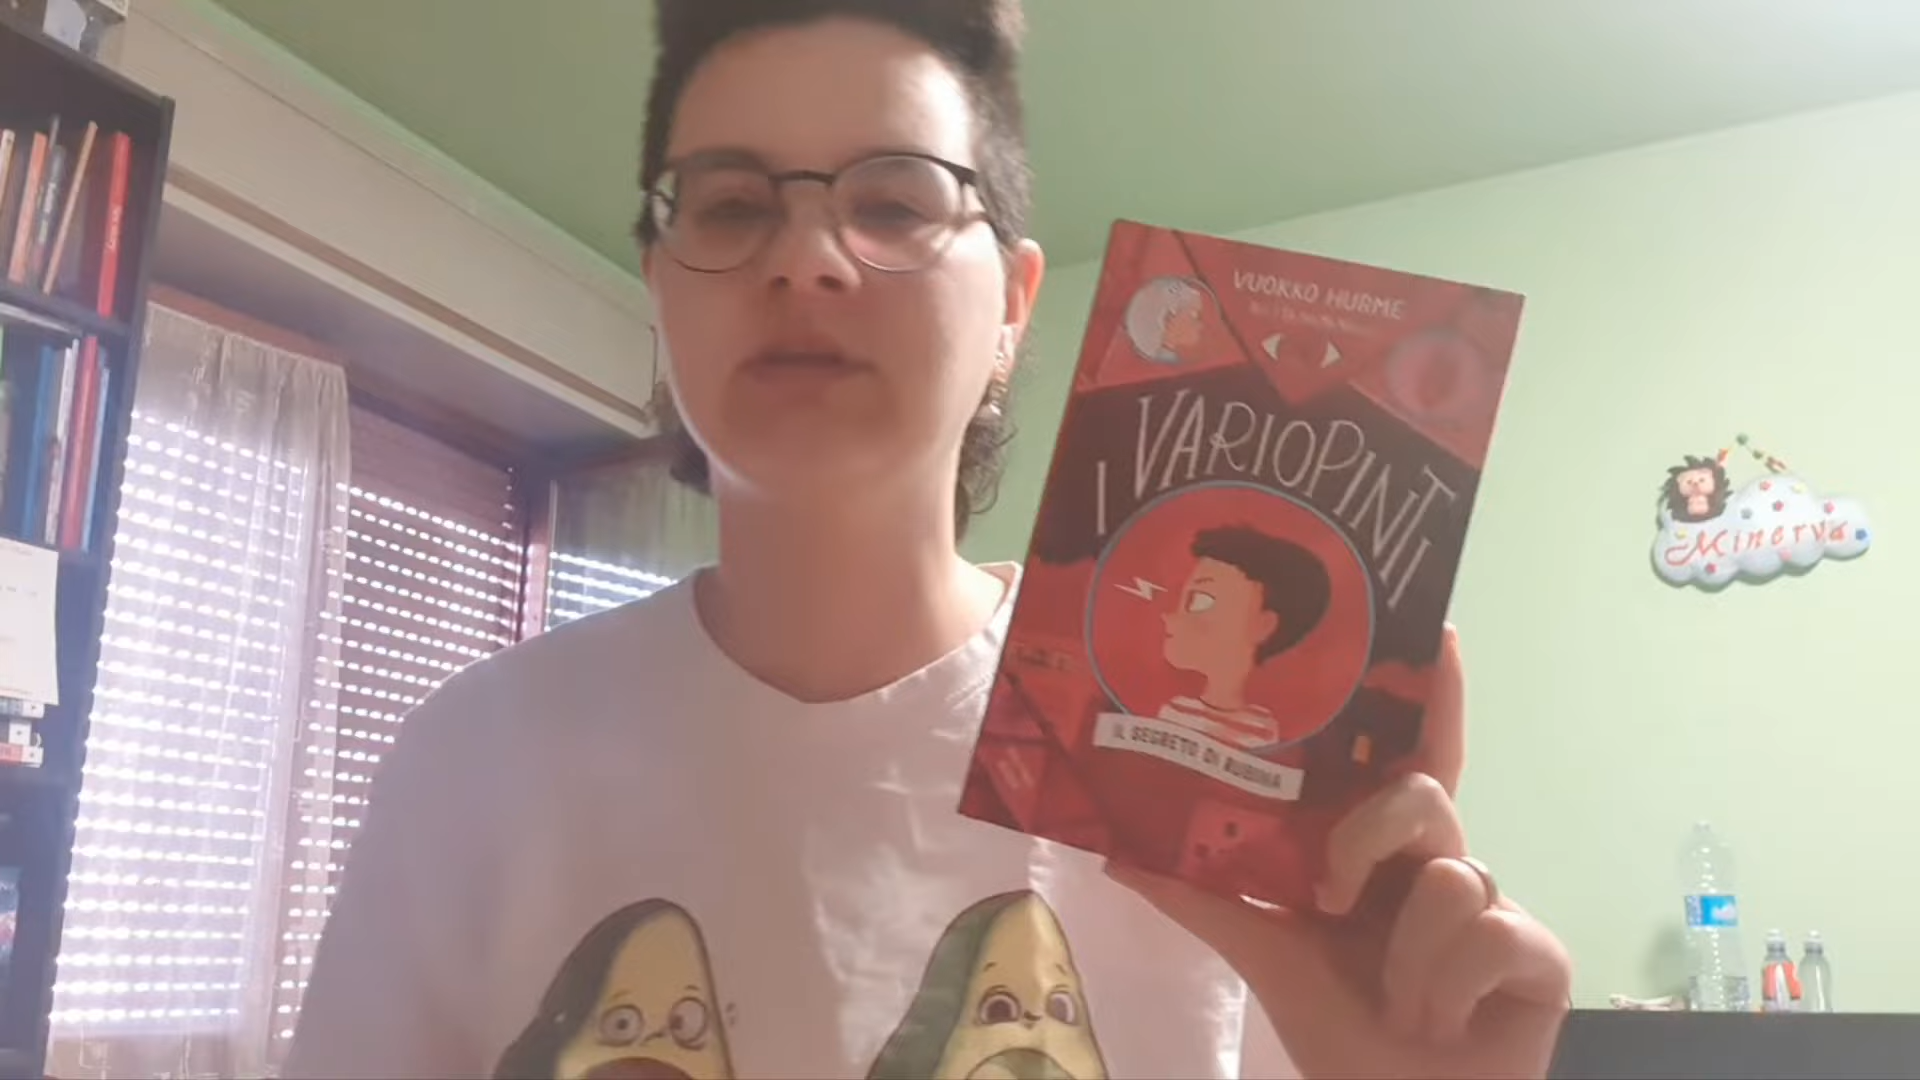 VUOKKO HURME
I VARIOPINTI
IL SEGRETO DI RUBINA
Minerva